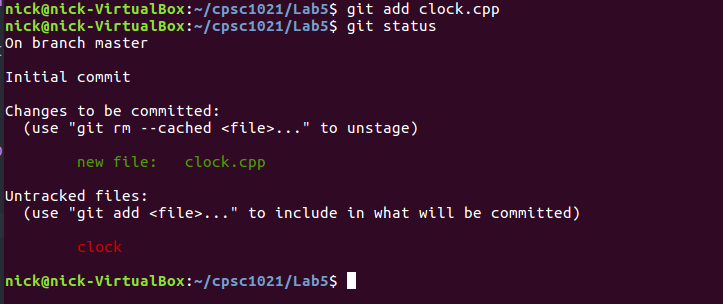 nick@nick-VirtualBox:~/cpsc1021/Lab5$ git add clock.cpp
nick@nick-VirtualBox:~/cpsc1021/Lab5$ git status
On branch master
Initial commit
Changes to be committed:
  (use "git rm --cached <file>..." to unstage)
        new file:   clock.cpp
Untracked files:
  (use "git add <file>..." to include in what will be committed)
        clock
nick@nick-VirtualBox:~/cpsc1021/Lab5$